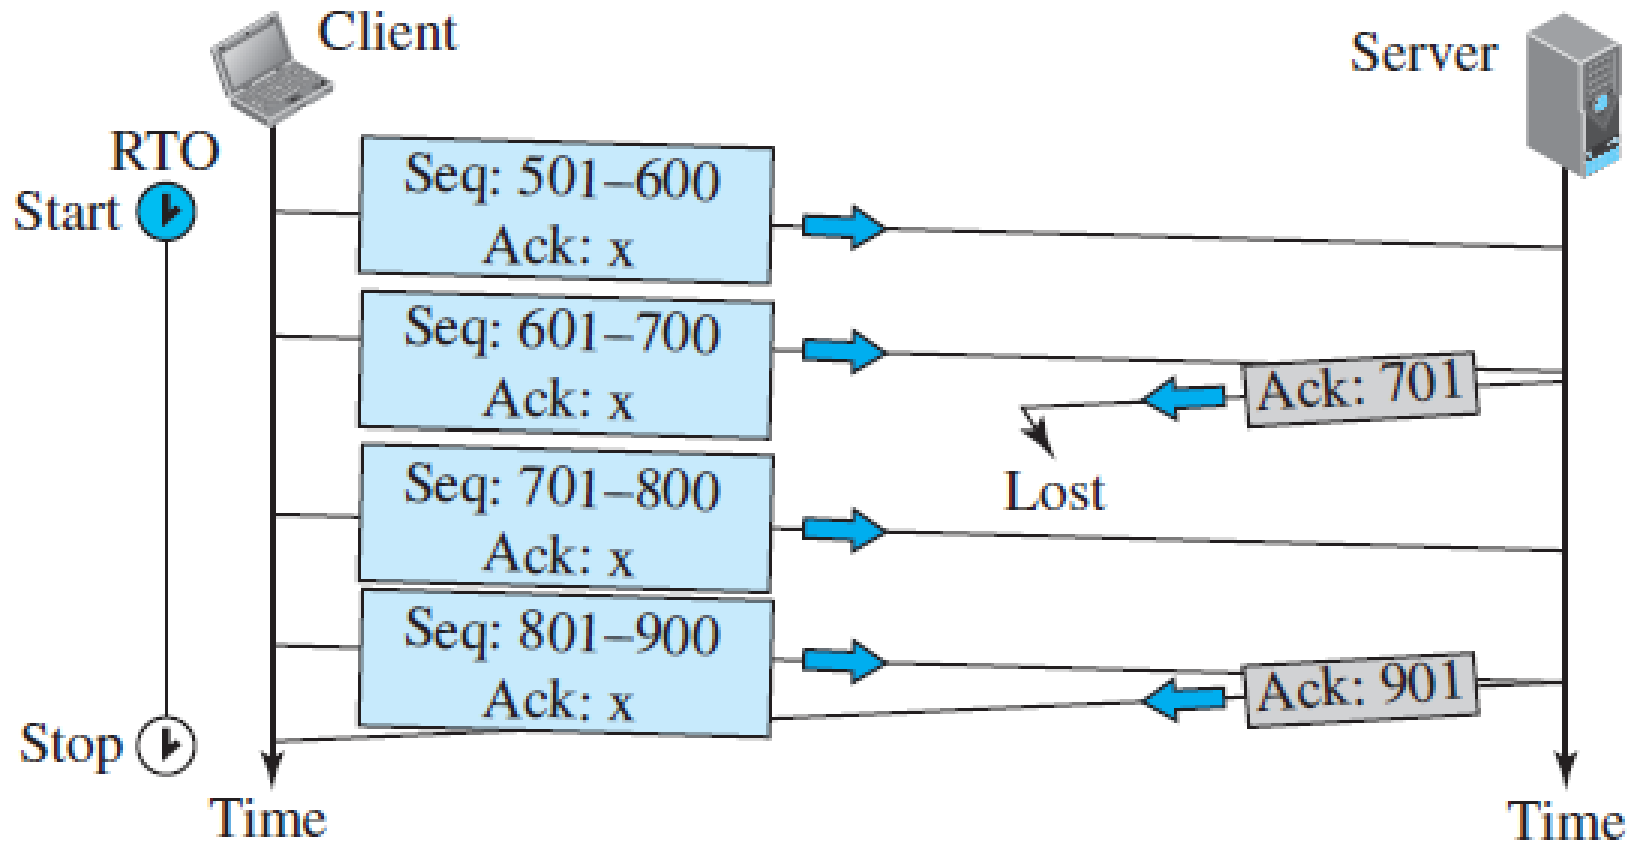 Client
Server
RTO
Start
Seq: 501–600
Ack: x
Seq: 601–700
Ack: x
Ack: 701
Lost
Seq: 701–800
Ack: x
Seq: 801–900
Ack: x
Ack: 901
Stop
Time
Time